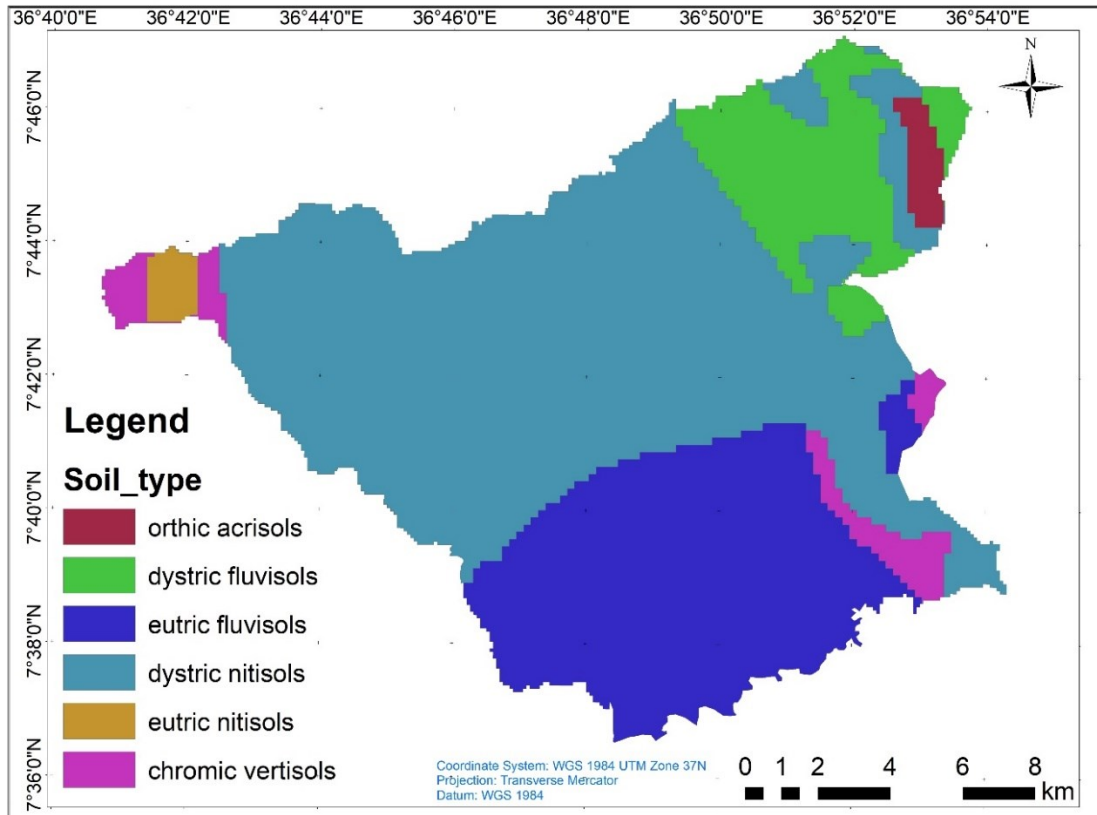 36°40'0"E 36°42'0"E 36°44'0"E 36°46'0"E 36°48'0"E 36°50'0"E 36°52'0"E 36°54'0"E
N
7°46'0"N
7°44'0"N
7°42'0"N
7°40'0"N
7°38'0"N
7°36'0"N
Legend
Soil_type
orthic acrisols
dystric fluvisols
eutric fluvisols
dystric nitisols
eutric nitisols
chromic vertisols
Coordinate System: WGS 1984 UTM Zone 37N
Projection: Transverse Mercator
Datum: WGS 1984
0 1 2 4 6 8
km